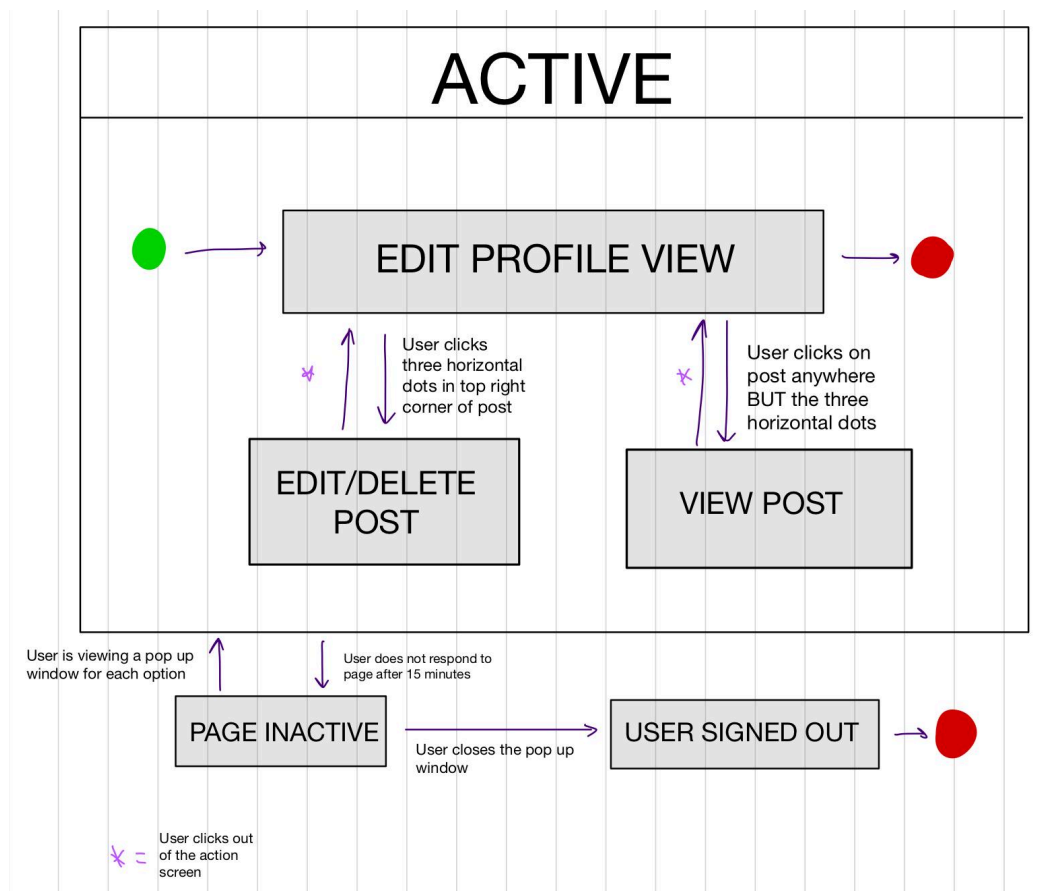 ACTIVE
EDIT PROFILE VIEW
User clicks
three horizontal
dots in top right
corner of post
User clicks on
post anywhere
BUT the three
horizontal dots
*
*
EDIT/DELETE
POST
VIEW POST
User is viewing a pop up
window for each option
User does not respond to
page after 15 minutes
PAGE INACTIVE
User closes the pop up
window
USER SIGNED OUT
* =
User clicks out
of the action
screen